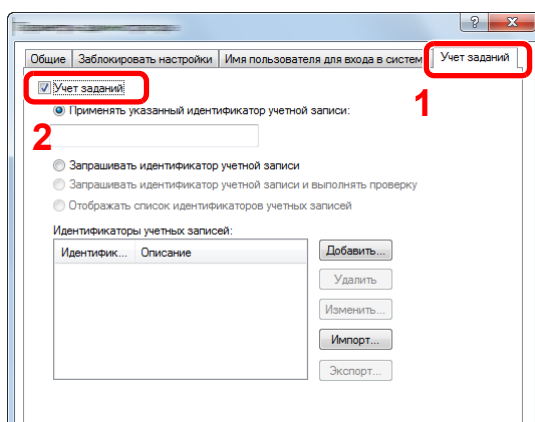 Общие Заблокировать настройки Имя пользователя для входа в систем Учет заданий
1
Учет заданий
Применять указанный идентификатор учетной записи:
2
Запрашивать идентификатор учетной записи
Запрашивать идентификатор учетной записи и выполнять проверку
Отображать список идентификаторов учетных записей
Идентификаторы учетных записей:
Идентифик... Описание
Добавить...
Удалить
Изменить...
Импорт...
Экспорт...